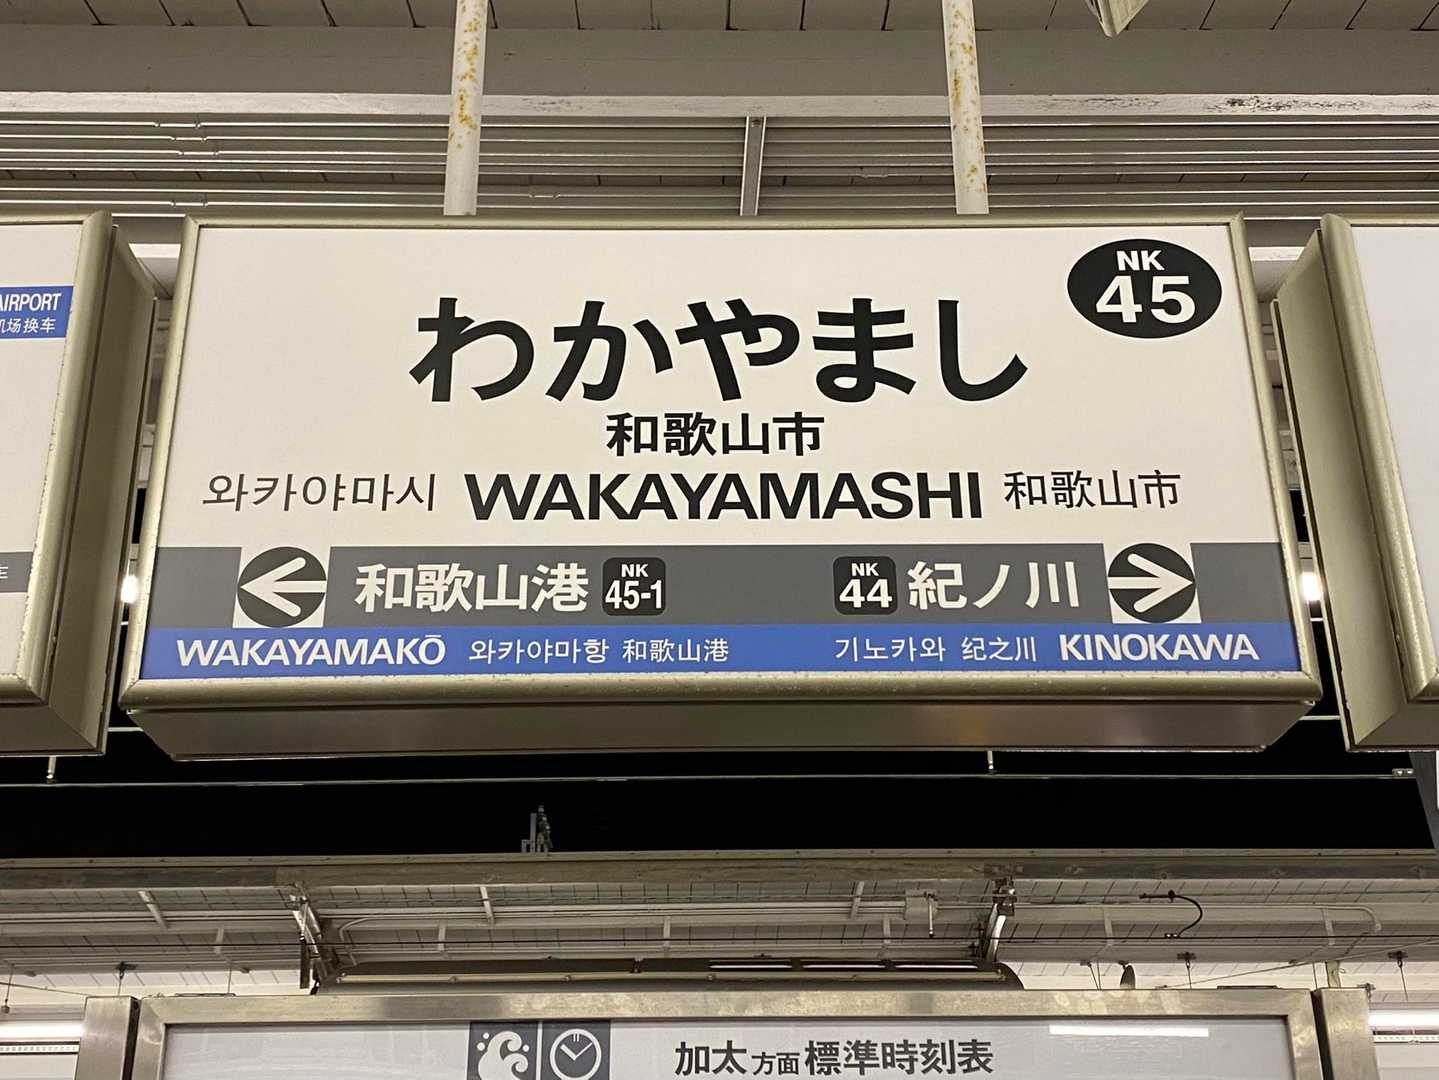 AIRPORT
机场换车
NK
45
わかやまし
和歌山市
와카야마시 WAKAYAMASHI 和歌山市
和歌山港 NK 45-1
NK 44 紀ノ川
WAKAYAMAKŌ 와카야마항 和歌山港
기노카와 纪之川 KINOKAWA
加太方面標準時刻表